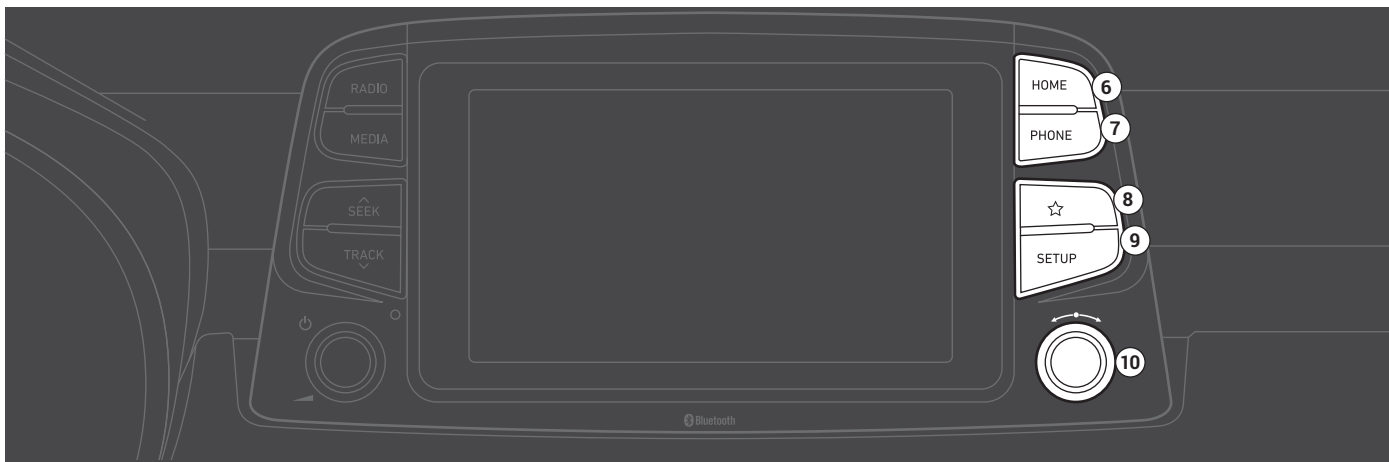 RADIO
MEDIA
SEEK
TRACK
HOME
6
PHONE
7
8
9
SETUP
10
Bluetooth